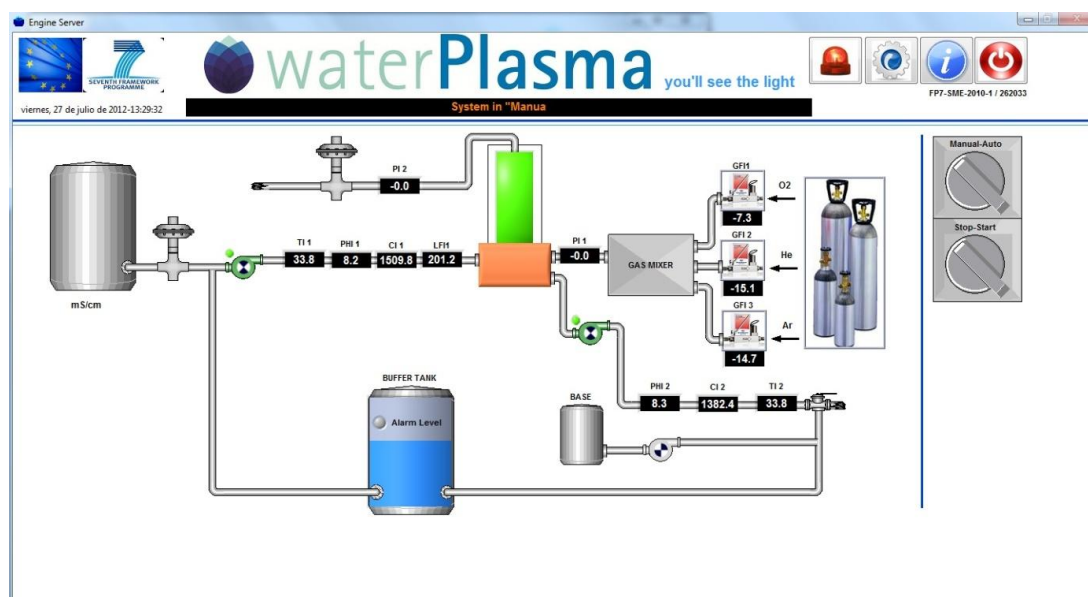 Engine Server
SEVENTH FRAMEWORK
PROGRAMME
waterPlasma
you'll see the light
FP7-SME-2010-1 / 262033
viernes, 27 de julio de 2012-13:29:32
System in "Manua
Manual-Auto
Stop-Start
PI 2
-0.0
GFI1
O2
-7.3
TI 1
PHI 1
CI 1
LFI1
33.8
8.2
1509.8
201.2
PI 1
-0.0
GAS MIXER
GFI 2
He
-15.1
GFI 3
Ar
-14.7
mS/cm
BUFFER TANK
Alarm Level
BASE
PHI 2
CI 2
TI 2
8.3
1382.4
33.8